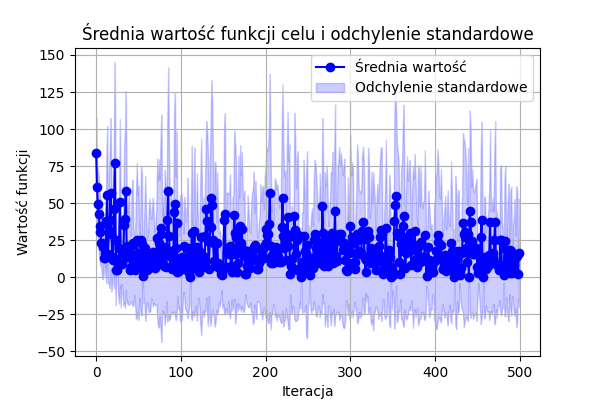 Średnia wartość funkcji celu i odchylenie standardowe
150
125
100
75
50
25
0
−25
−50
Wartość funkcji
Średnia wartość
Odchylenie standardowe
0 100 200 300 400 500
Iteracja